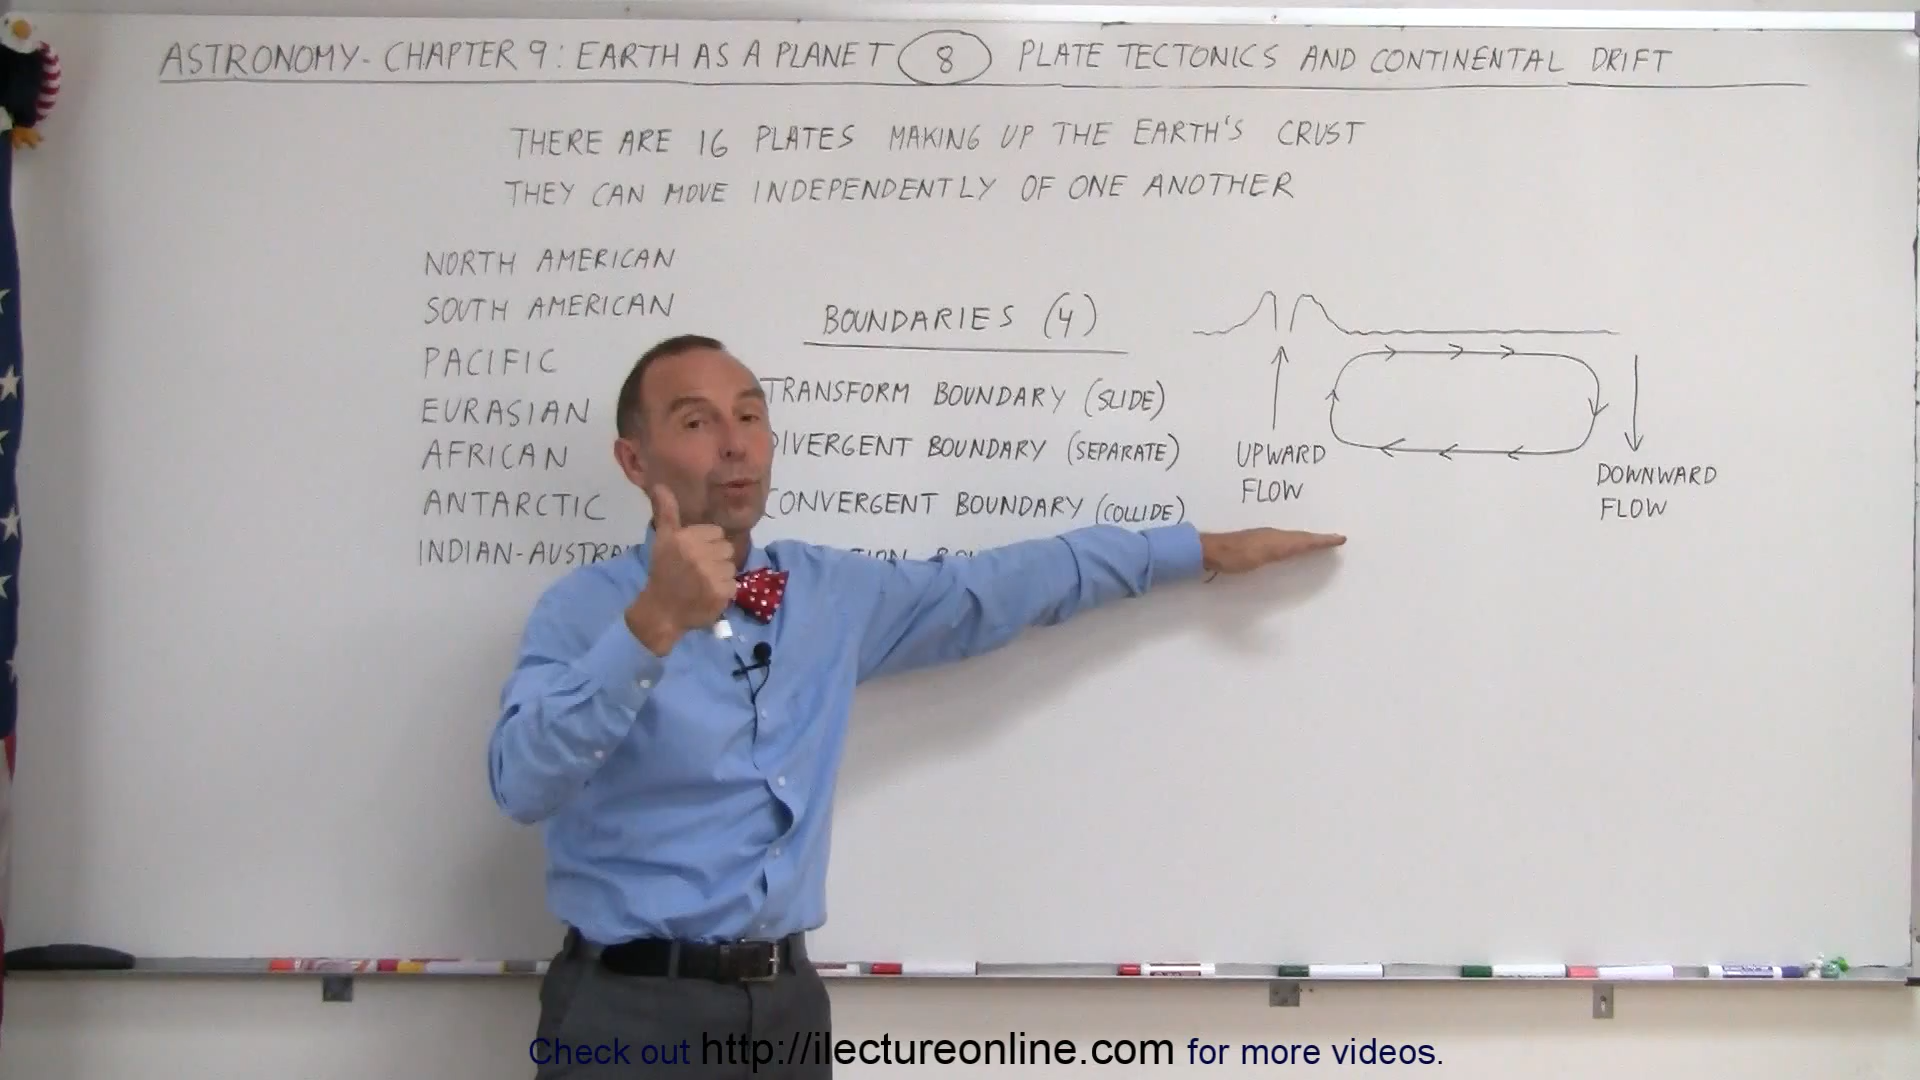 ASTRONOMY - CHAPTER 9 : EARTH AS A PLANET 8 PLATE TECTONICS AND CONTINENTAL DRIFT
THERE ARE 16 PLATES MAKING UP THE EARTH'S CRUST
THEY CAN MOVE INDEPENDENTLY OF ONE ANOTHER
NORTH AMERICAN
SOUTH AMERICAN
PACIFIC
EURASIAN
AFRICAN
ANTARCTIC
INDIAN-AUSTRA
BOUNDARIES (4)
TRANSFORM BOUNDARY (SLIDE)
DIVERGENT BOUNDARY (SEPARATE)
CONVERGENT BOUNDARY (COLLIDE)
UPWARD
FLOW
DOWNWARD
FLOW
Check out http://ilectureonline.com for more videos.